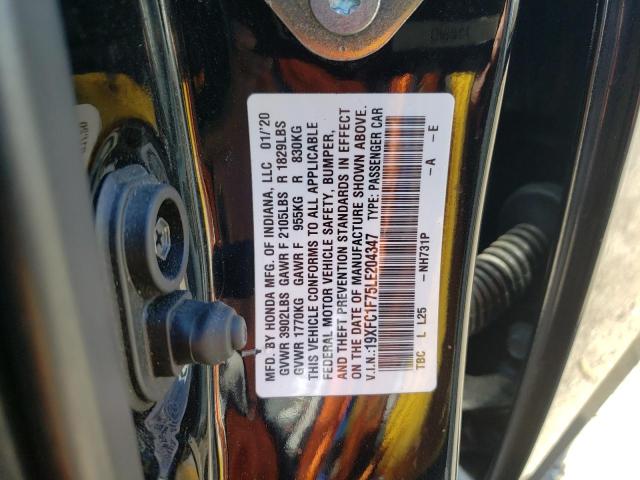 MFD. BY HONDA MFG. OF INDIANA, LLC 01/'20
GVWR 3902LBS GAWR F 2105LBS R 1829LBS
GVWR 1770KG GAWR F 955KG R 830KG
THIS VEHICLE CONFORMS TO ALL APPLICABLE
FEDERAL MOTOR VEHICLE SAFETY, BUMPER,
AND THEFT PREVENTION STANDARDS IN EFFECT
ON THE DATE OF MANUFACTURE SHOWN ABOVE.
V.I.N.:19XFC1F75LE204347 TYPE: PASSENGER CAR
TBC L L25 -NH731P -A -E